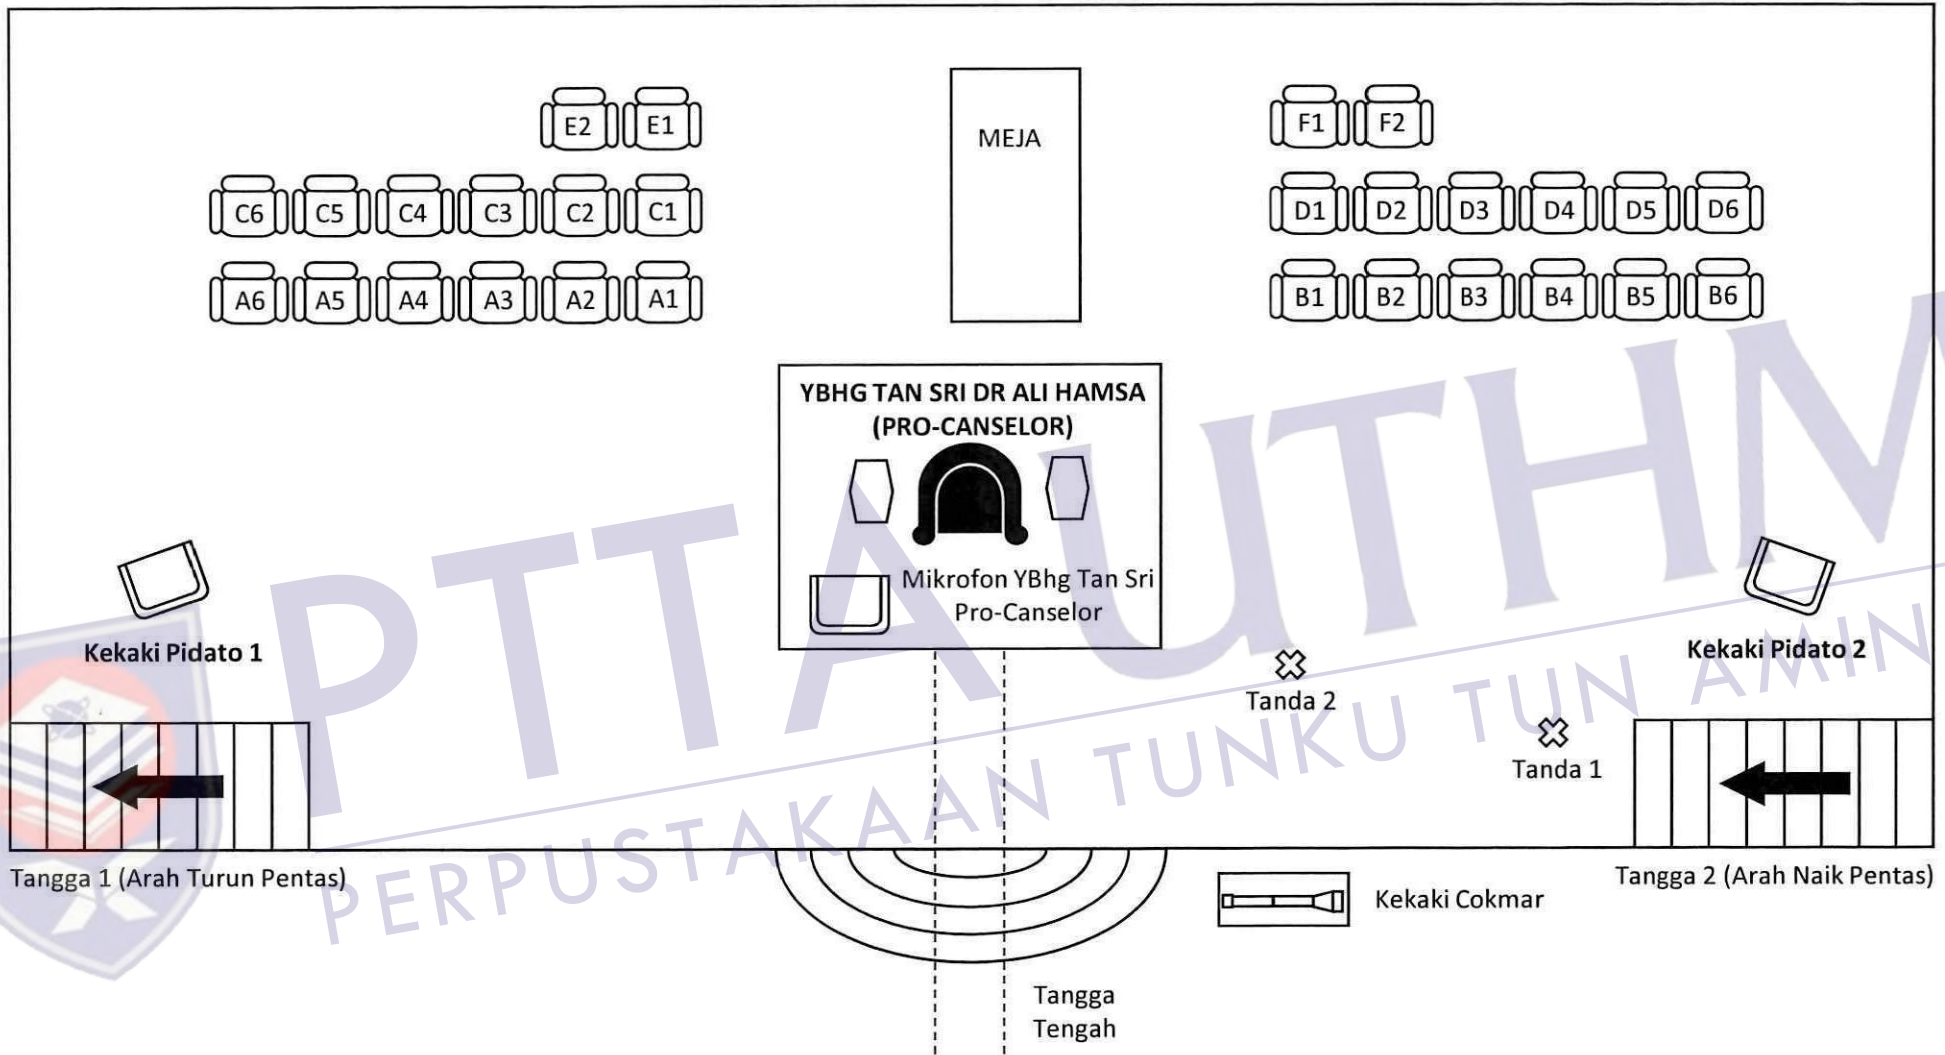 E2 E1
MEJA
F1 F2
C6 C5 C4 C3 C2 C1
D1 D2 D3 D4 D5 D6
A6 A5 A4 A3 A2 A1
B1 B2 B3 B4 B5 B6
YBHG TAN SRI DR ALI HAMSA
(PRO-CANSELOR)
Mikrofon YBhg Tan Sri
Pro-Canselor
Kekaki Pidato 1
Kekaki Pidato 2
Tanda 2
Tanda 1
Tangga 1 (Arah Turun Pentas)
Tangga 2 (Arah Naik Pentas)
Kekaki Cokmar
Tangga
Tengah
PTTA UTHM
PERPUSTAKAAN TUNKU TUN AMIN